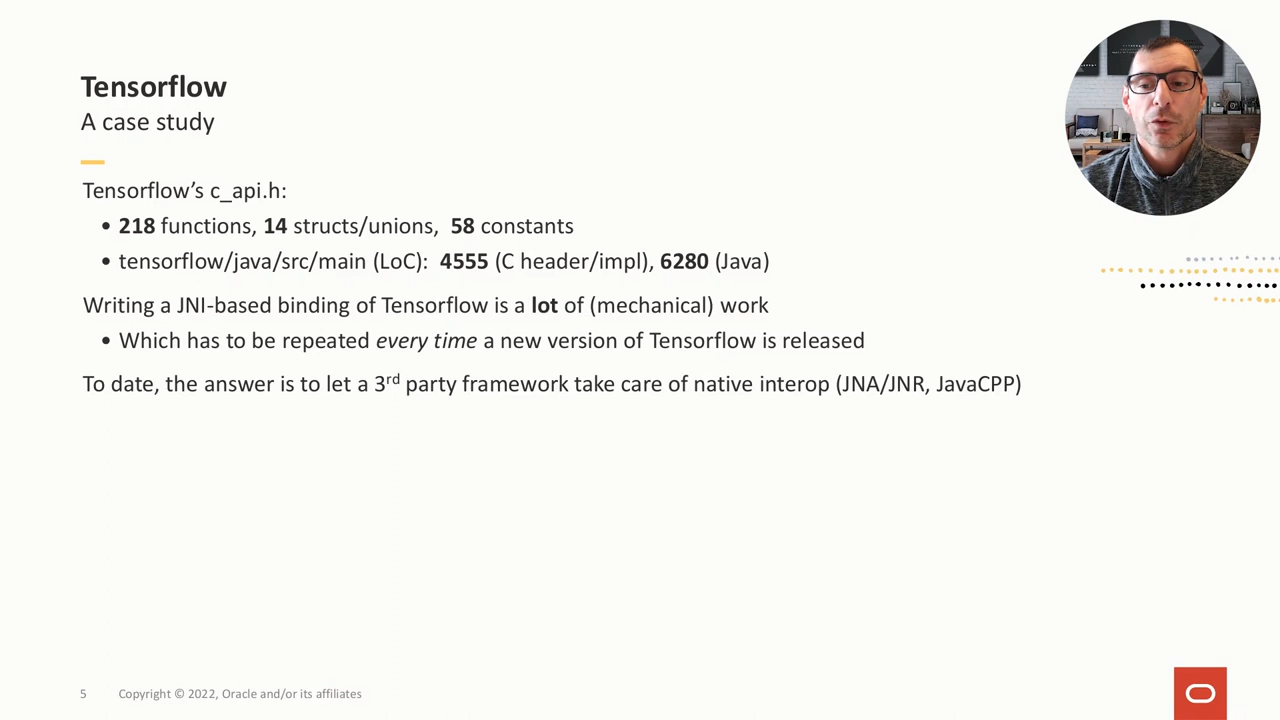 Tensorflow
A case study
Tensorflow’s c_api.h:
• 218 functions, 14 structs/unions,  58 constants
• tensorflow/java/src/main (LoC):  4555 (C header/impl), 6280 (Java)
Writing a JNI-based binding of Tensorflow is a lot of (mechanical) work
• Which has to be repeated every time a new version of Tensorflow is released
To date, the answer is to let a 3rd party framework take care of native interop (JNA/JNR, JavaCPP)
5 Copyright © 2022, Oracle and/or its affiliates